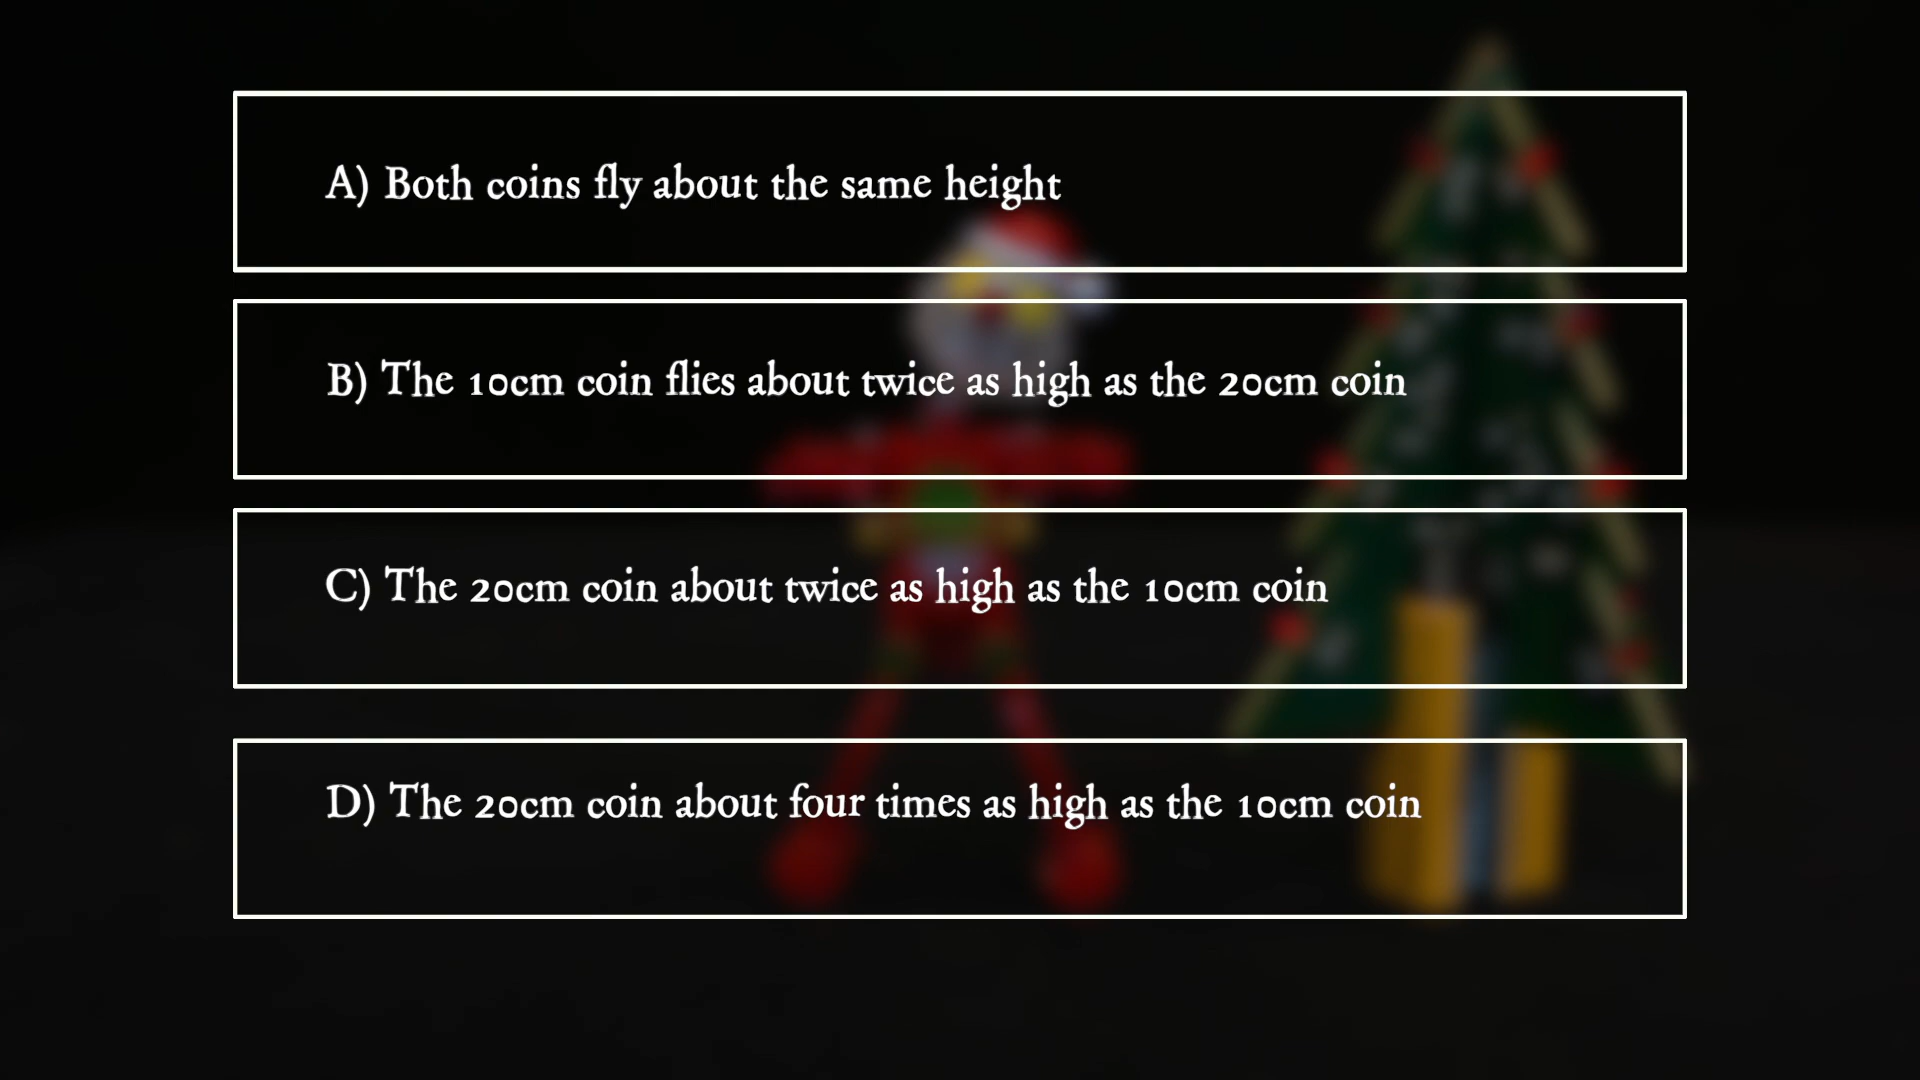 A) Both coins fly about the same height
B) The 10cm coin flies about twice as high as the 20cm coin
C) The 20cm coin about twice as high as the 10cm coin
D) The 20cm coin about four times as high as the 10cm coin